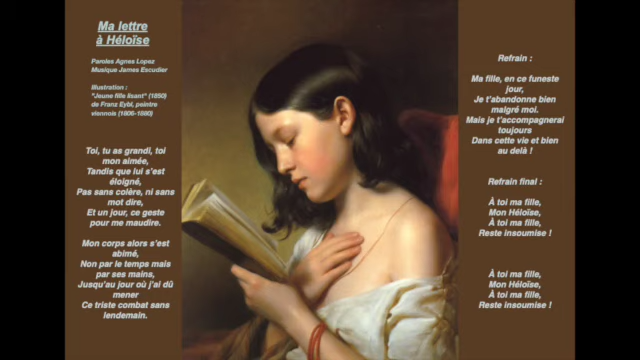 Ma lettre
à Héloïse
Paroles Agnes Lopez
Musique James Escudier
Illustration :
"Jeune fille lisant" (1850)
de Franz Eybl, peintre
viennois (1806-1880)
Toi, tu as grandi, toi
mon aimée,
Tandis que lui s'est
éloigné,
Pas sans colère, ni sans
mot dire,
Et un jour, ce geste
pour me maudire.
Mon corps alors s'est
abîmé,
Non par le temps mais
par ses mains,
Jusqu'au jour où j'ai dû
mener
Ce triste combat sans
lendemain.
Refrain :
Ma fille, en ce funeste
jour,
Je t'abandonne bien
malgré moi.
Mais je t'accompagnerai
toujours
Dans cette vie et bien
au delà !
Refrain final :
À toi ma fille,
Mon Héloïse,
À toi ma fille,
Reste insoumise !
À toi ma fille,
Mon Héloïse,
À toi ma fille,
Reste insoumise !